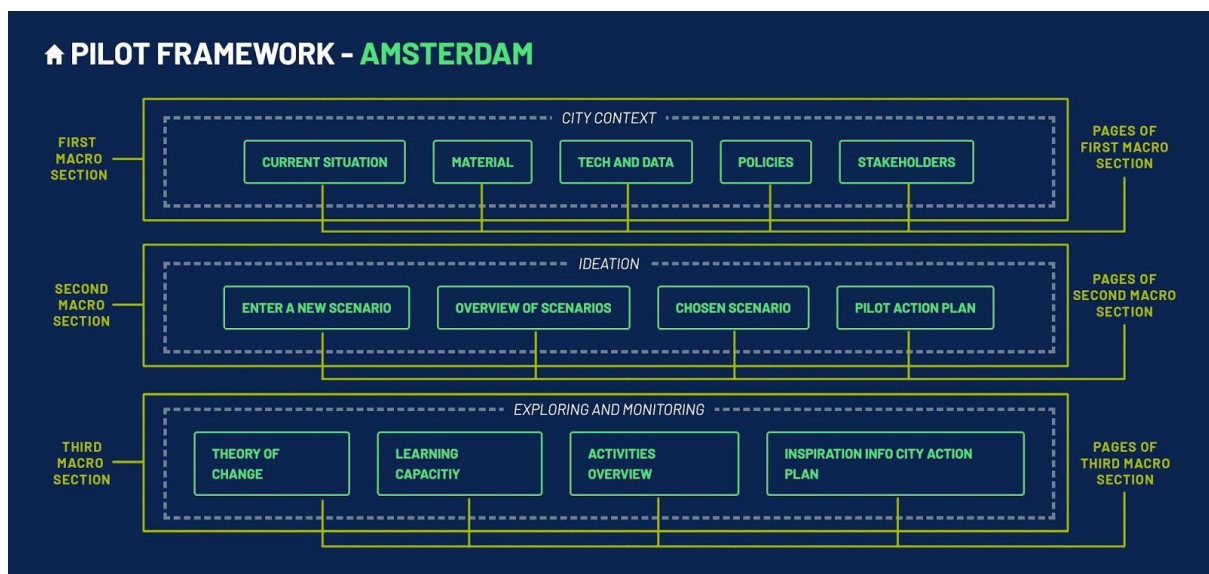 PILOT FRAMEWORK - AMSTERDAM
CITY CONTEXT
FIRST
MACRO
SECTION
CURRENT SITUATION
MATERIAL
TECH AND DATA
POLICIES
STAKEHOLDERS
PAGES OF
FIRST MACRO
SECTION
IDEATION
SECOND
MACRO
SECTION
ENTER A NEW SCENARIO
OVERVIEW OF SCENARIOS
CHOSEN SCENARIO
PILOT ACTION PLAN
PAGES OF
SECOND MACRO
SECTION
EXPLORING AND MONITORING
THIRD
MACRO
SECTION
THEORY OF
CHANGE
LEARNING
CAPACITIY
ACTIVITIES
OVERVIEW
INSPIRATION INFO CITY ACTION
PLAN
PAGES OF
THIRD MACRO
SECTION